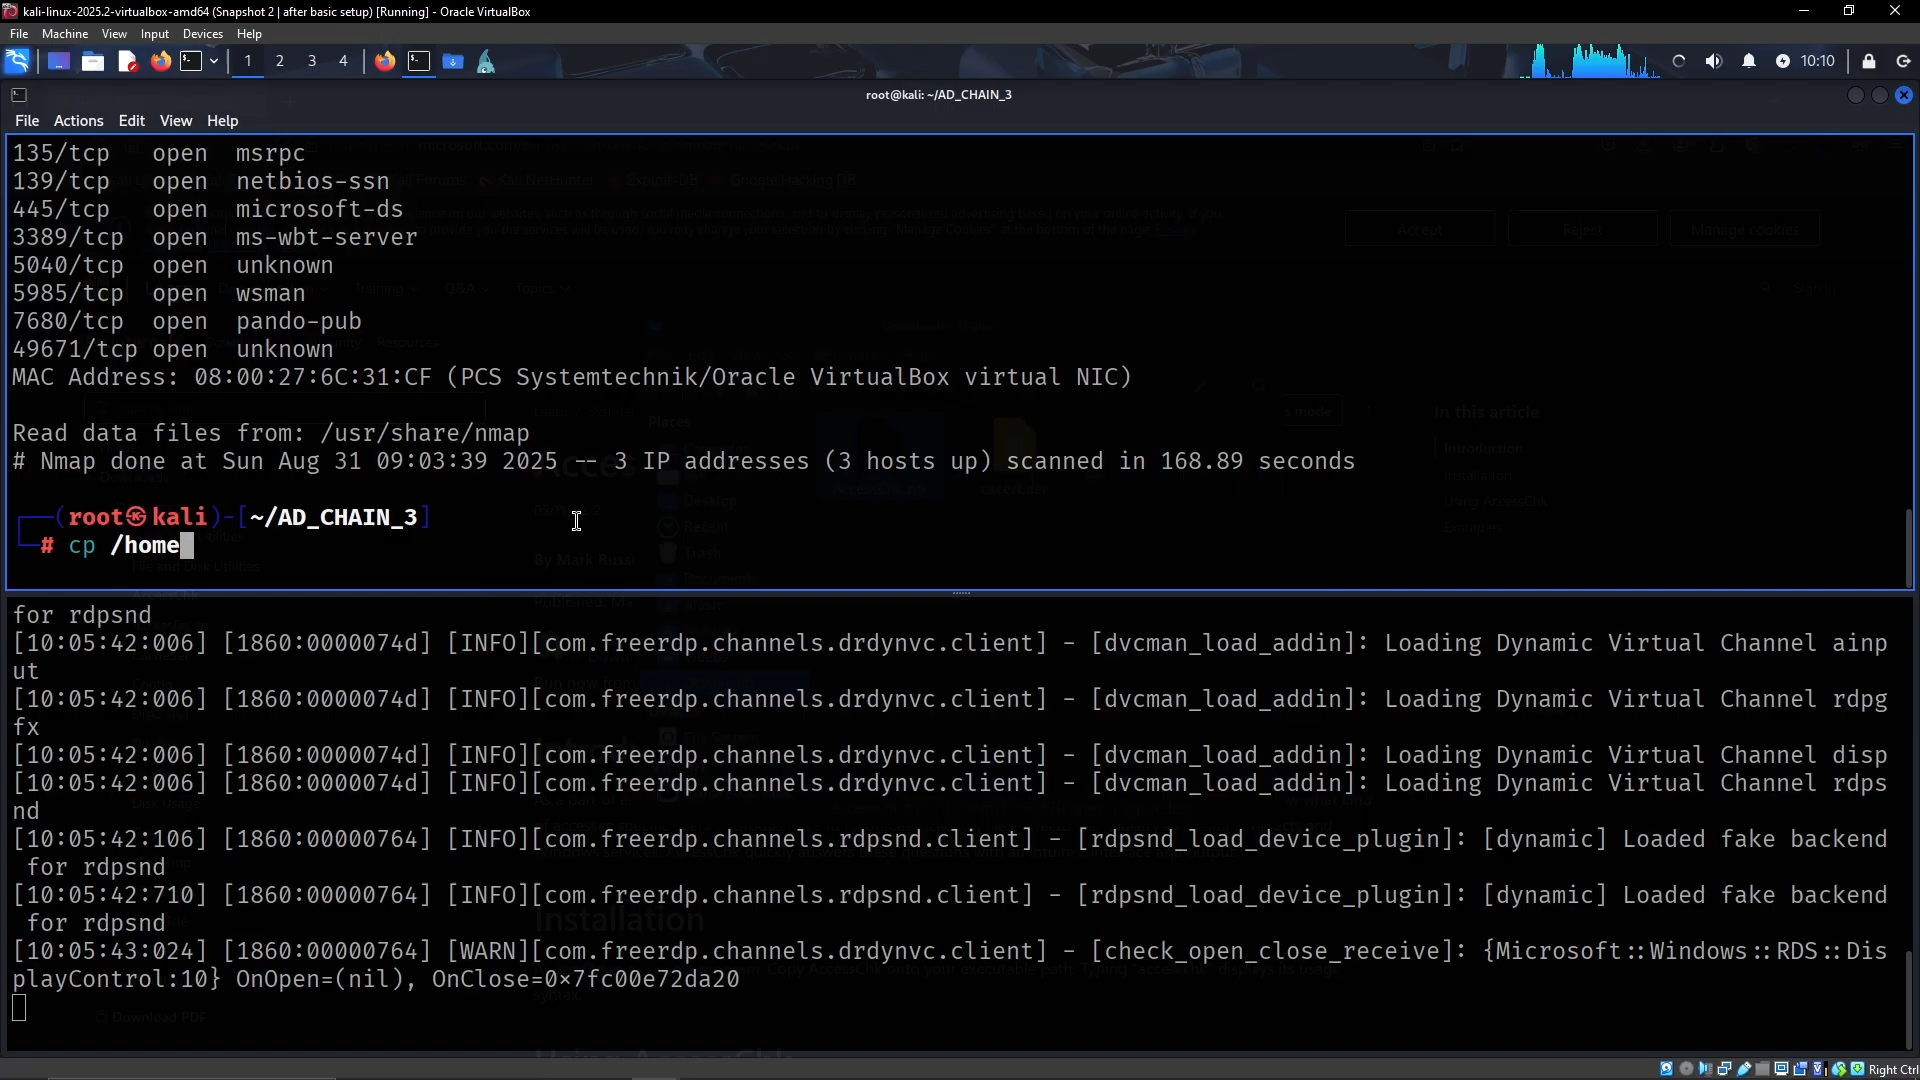 kali-linux-2025.2-virtualbox-amd64 (Snapshot 2 | after basic setup) [Running] - Oracle VirtualBox
File Machine View Input Devices Help
1 2 3 4 10:10
root@kali: ~/AD_CHAIN_3
File Actions Edit View Help
135/tcp open msrpc
139/tcp open netbios-ssn
445/tcp open microsoft-ds
3389/tcp open ms-wbt-server
5040/tcp open unknown
5985/tcp open wsman
7680/tcp open pando-pub
49671/tcp open unknown
MAC Address: 08:00:27:6C:31:CF (PCS Systemtechnik/Oracle VirtualBox virtual NIC)
Read data files from: /usr/share/nmap
# Nmap done at Sun Aug 31 09:03:39 2025 -- 3 IP addresses (3 hosts up) scanned in 168.89 seconds
┌──(root㉿kali)-[~/AD_CHAIN_3]
└─# cp /home
for rdpsnd
[10:05:42:006] [1860:0000074d] [INFO][com.freerdp.channels.drdynvc.client] - [dvcman_load_addin]: Loading Dynamic Virtual Channel ainp
ut
[10:05:42:006] [1860:0000074d] [INFO][com.freerdp.channels.drdynvc.client] - [dvcman_load_addin]: Loading Dynamic Virtual Channel rdpg
fx
[10:05:42:006] [1860:0000074d] [INFO][com.freerdp.channels.drdynvc.client] - [dvcman_load_addin]: Loading Dynamic Virtual Channel disp
[10:05:42:006] [1860:0000074d] [INFO][com.freerdp.channels.drdynvc.client] - [dvcman_load_addin]: Loading Dynamic Virtual Channel rdps
nd
[10:05:42:106] [1860:00000764] [INFO][com.freerdp.channels.rdpsnd.client] - [rdpsnd_load_device_plugin]: [dynamic] Loaded fake backend
for rdpsnd
[10:05:42:710] [1860:00000764] [INFO][com.freerdp.channels.rdpsnd.client] - [rdpsnd_load_device_plugin]: [dynamic] Loaded fake backend
for rdpsnd
[10:05:43:024] [1860:00000764] [WARN][com.freerdp.channels.drdynvc.client] - [check_open_close_receive]: {Microsoft::Windows::RDS::Dis
playControl:10} OnOpen=(nil), OnClose=0x7fc00e72da20
Right Ctrl